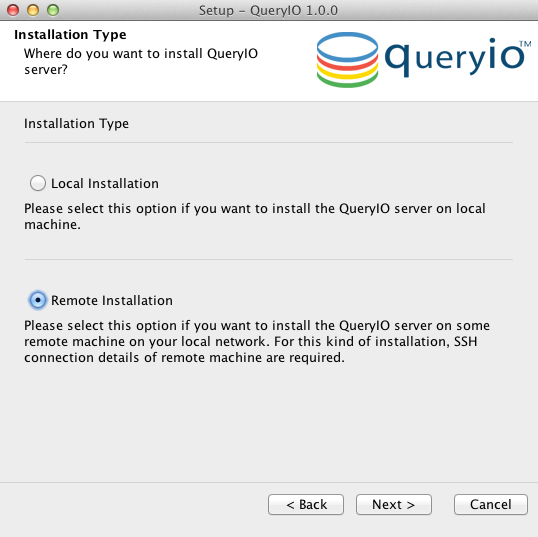 Setup – QueryIO 1.0.0
Installation Type
Where do you want to install QueryIO
server?
queryio™
Installation Type
Local Installation
Please select this option if you want to install the QueryIO server on local
machine.
Remote Installation
Please select this option if you want to install the QueryIO server on some
remote machine on your local network. For this kind of installation, SSH
connection details of remote machine are required.
< Back
Next >
Cancel